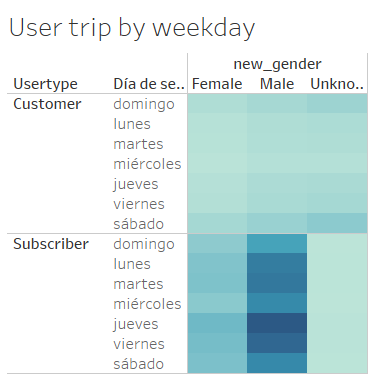 User trip by weekday
new_gender
Usertype Día de se.. Female Male Unkno..
Customer domingo
lunes
martes
miércoles
jueves
viernes
sábado
Subscriber domingo
lunes
martes
miércoles
jueves
viernes
sábado